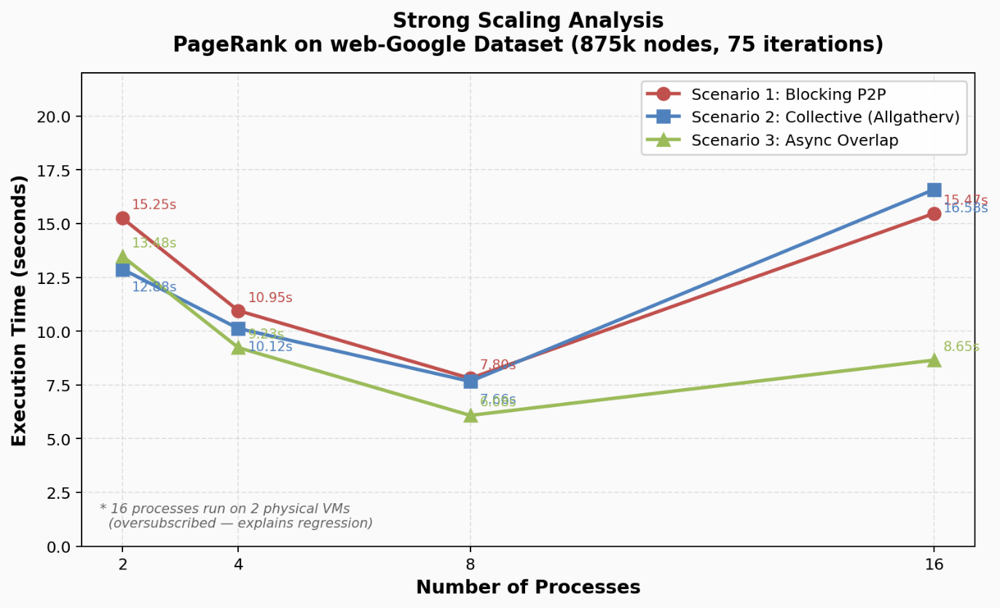 Strong Scaling Analysis
PageRank on web-Google Dataset (875k nodes, 75 iterations)
Scenario 1: Blocking P2P
Scenario 2: Collective (Allgatherv)
Scenario 3: Async Overlap
Execution Time (seconds)
20.0
17.5
15.0
12.5
10.0
7.5
5.0
2.5
0.0
15.25s
13.48s
12.88s
10.95s
9.23s
10.12s
7.80s
7.66s
6.08s
15.47s
16.58s
8.65s
* 16 processes run on 2 physical VMs
(oversubscribed — explains regression)
2
4
8
16
Number of Processes